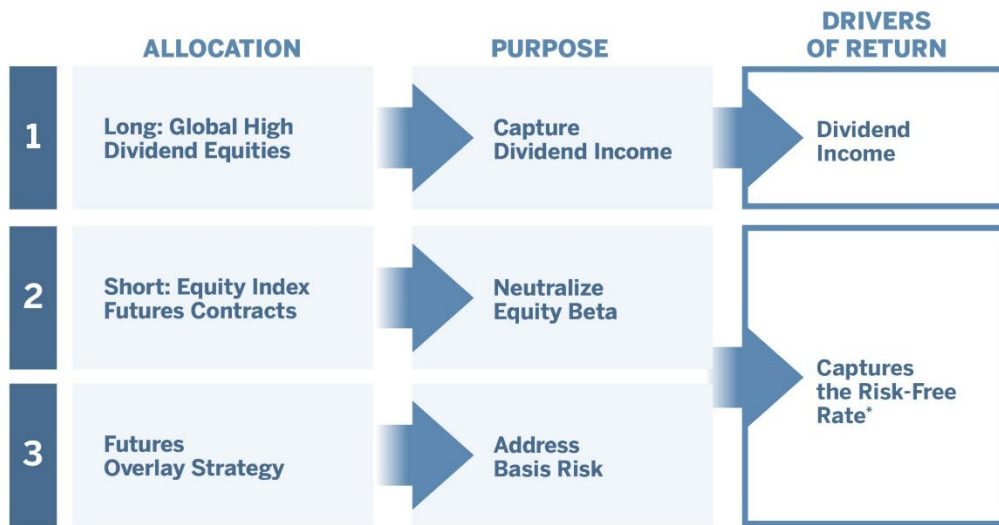 ALLOCATION
PURPOSE
DRIVERS
OF RETURN
1
Long: Global High
Dividend Equities
Capture
Dividend Income
Dividend
Income
2
Short: Equity Index
Futures Contracts
Neutralize
Equity Beta
3
Futures
Overlay Strategy
Address
Basis Risk
Captures
the Risk-Free
Rate*